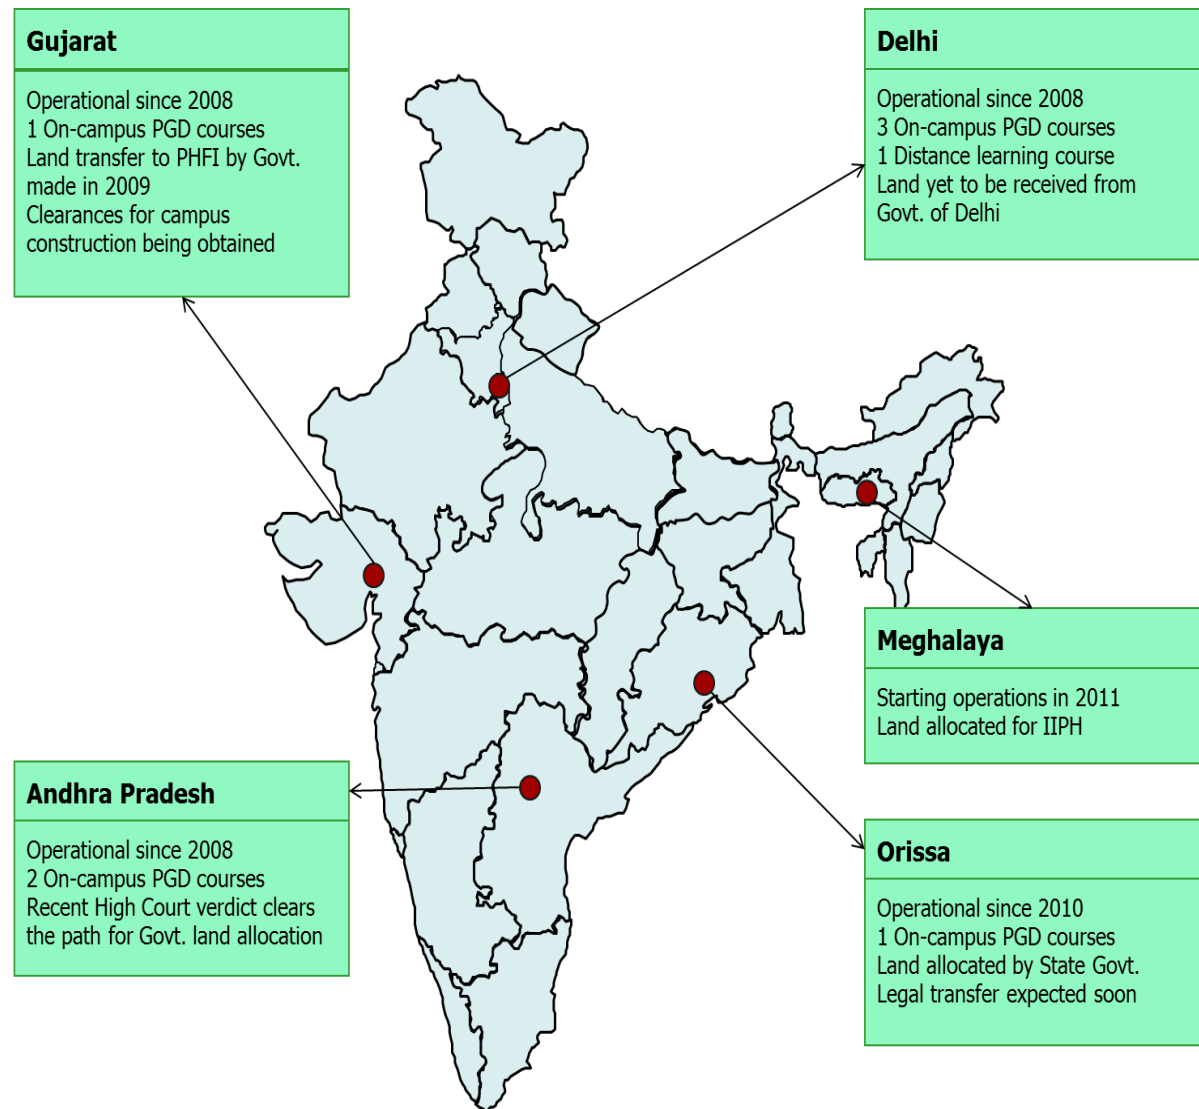 Gujarat
Operational since 2008
1 On-campus PGD courses
Land transfer to PHFI by Govt.
made in 2009
Clearances for campus
construction being obtained
Delhi
Operational since 2008
3 On-campus PGD courses
1 Distance learning course
Land yet to be received from
Govt. of Delhi
Meghalaya
Starting operations in 2011
Land allocated for IIPH
Andhra Pradesh
Operational since 2008
2 On-campus PGD courses
Recent High Court verdict clears
the path for Govt. land allocation
Orissa
Operational since 2010
1 On-campus PGD courses
Land allocated by State Govt.
Legal transfer expected soon